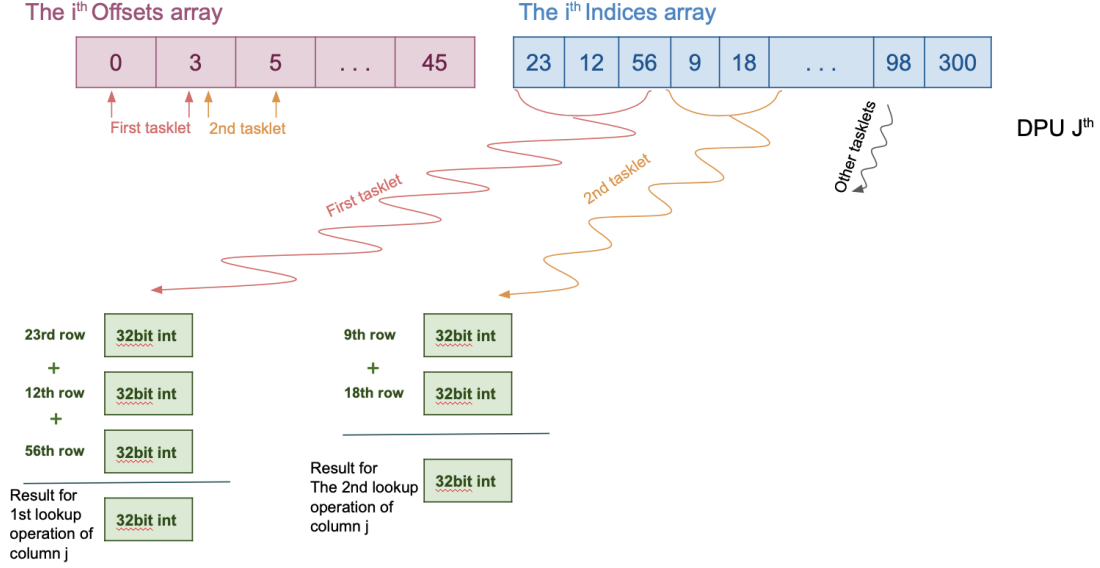 The ith Offsets array
The ith Indices array
0 3 5 . . . 45
23 12 56 9 18 . . . 98 300
First tasklet
2nd tasklet
DPU Jth
Other tasklets
First tasklet
2nd tasklet
23rd row 32bit int
+
12th row 32bit int
+
56th row 32bit int
Result for
1st lookup
operation of
column j
32bit int
9th row 32bit int
+
18th row 32bit int
Result for
The 2nd lookup
operation of
column j
32bit int